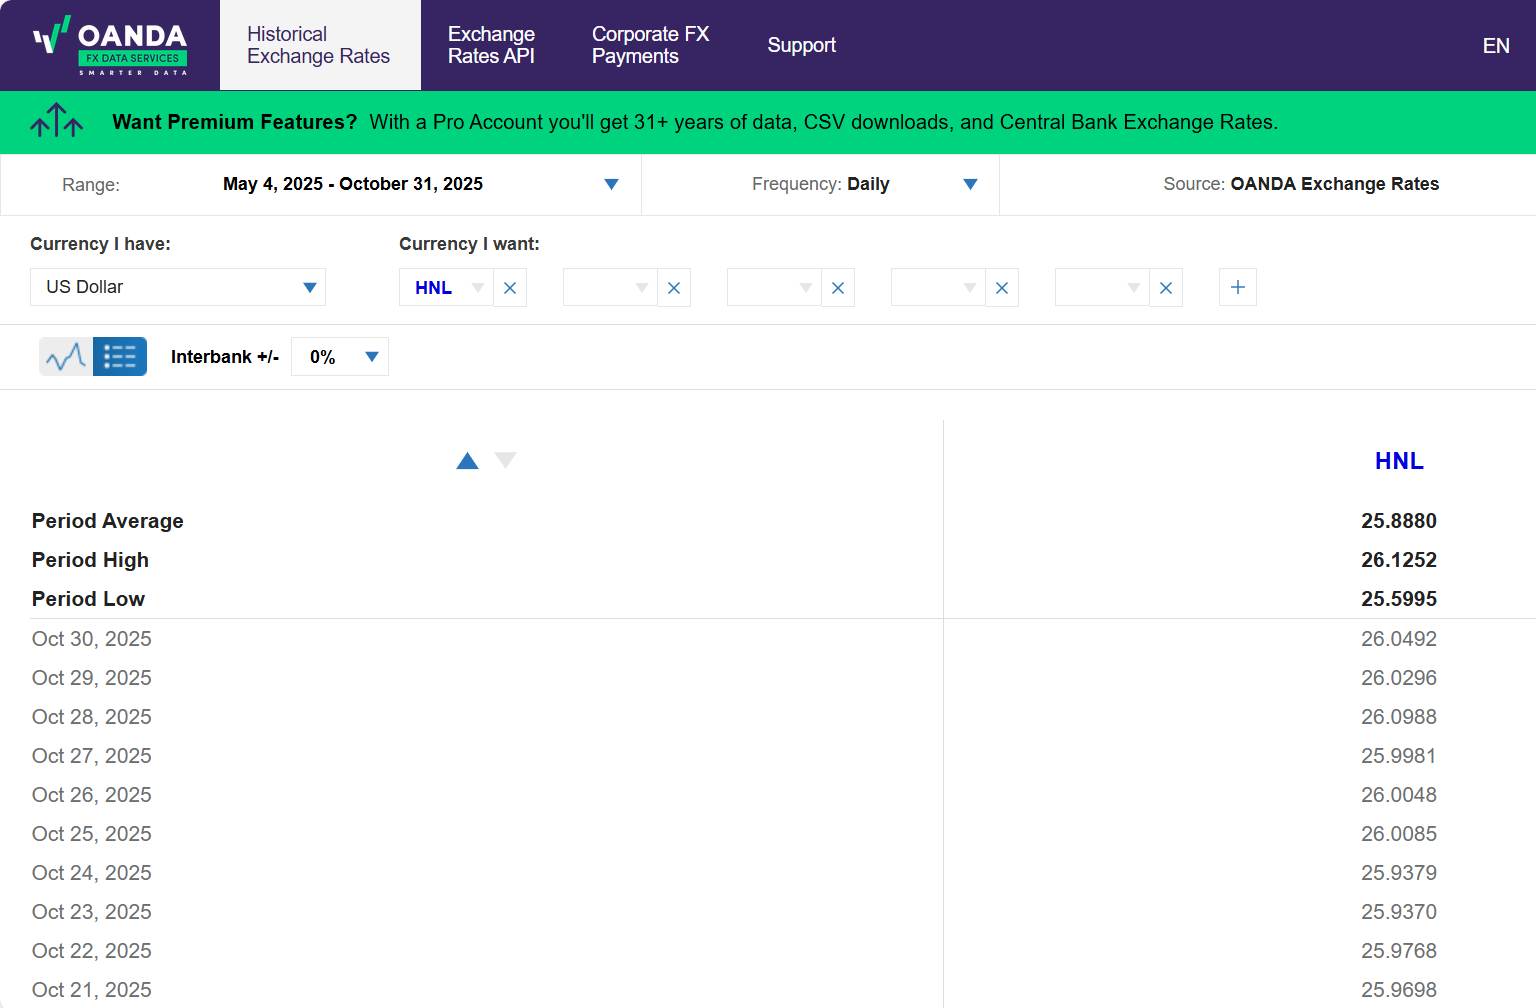 OANDA
FX DATA SERVICES
SMARTER DATA
Historical
Exchange Rates
Exchange
Rates API
Corporate FX
Payments
Support
EN
Want Premium Features? With a Pro Account you'll get 31+ years of data, CSV downloads, and Central Bank Exchange Rates.
Range: May 4, 2025 - October 31, 2025
Frequency: Daily
Source: OANDA Exchange Rates
Currency I have:
Currency I want:
US Dollar
HNL
Interbank +/- 0%
HNL
Period Average 25.8880
Period High 26.1252
Period Low 25.5995
Oct 30, 2025 26.0492
Oct 29, 2025 26.0296
Oct 28, 2025 26.0988
Oct 27, 2025 25.9981
Oct 26, 2025 26.0048
Oct 25, 2025 26.0085
Oct 24, 2025 25.9379
Oct 23, 2025 25.9370
Oct 22, 2025 25.9768
Oct 21, 2025 25.9698